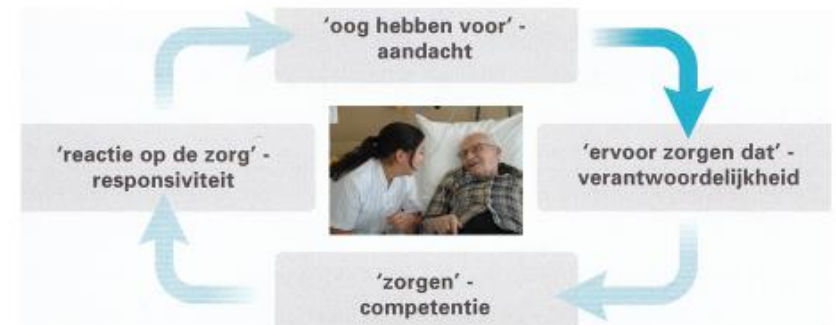 'oog hebben voor' -
aandacht
'ervoor zorgen dat' -
verantwoordelijkheid
'zorgen' -
competentie
'reactie op de zorg' -
responsiviteit